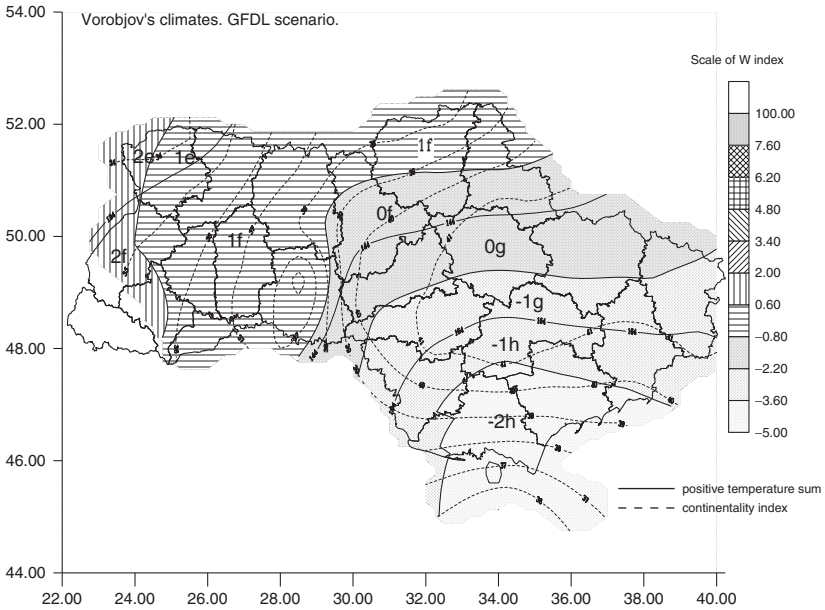 Vorobjov's climates. GFDL scenario.
54.00
52.00
50.00
48.00
46.00
44.00
22.00 24.00 26.00 28.00 30.00 32.00 34.00 36.00 38.00 40.00
2e 1e
1f
2f
1f
0f
0g
-1g
-1h
-2h
Scale of W index
100.00
7.60
6.20
4.80
3.40
2.00
0.60
−0.80
−2.20
−3.60
−5.00
positive temperature sum
continentality index